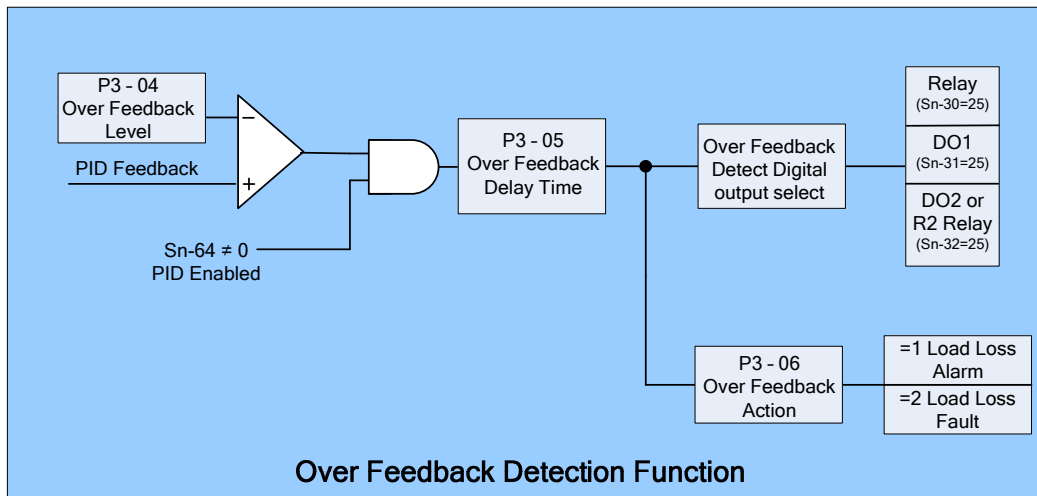 P3 - 04
Over Feedback
Level
−
PID Feedback
+
Sn-64 ≠ 0
PID Enabled
P3 - 05
Over Feedback
Delay Time
Over Feedback
Detect Digital
output select
Relay
(Sn-30=25)
DO1
(Sn-31=25)
DO2 or
R2 Relay
(Sn-32=25)
P3 - 06
Over Feedback
Action
=1 Load Loss
Alarm
=2 Load Loss
Fault
Over Feedback Detection Function